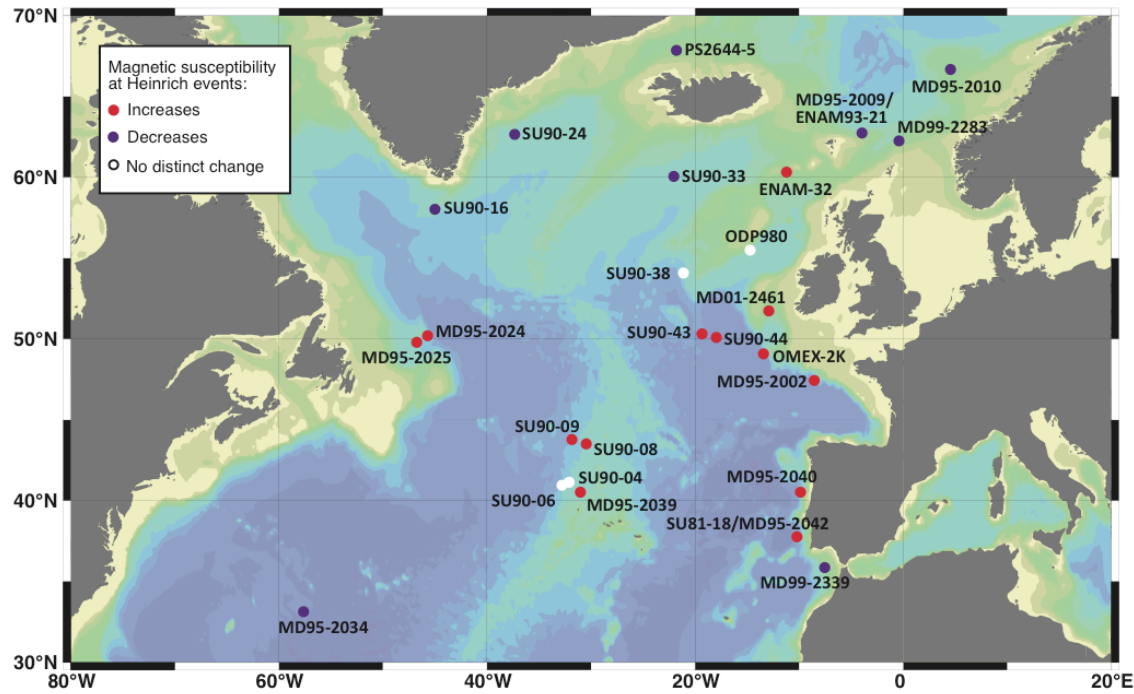 70°N
Magnetic susceptibility
at Heinrich events:
Increases
Decreases
No distinct change
PS2644-5
MD95-2010
MD95-2009/
ENAM93-21
MD99-2283
SU90-24
60°N
SU90-33
ENAM-32
SU90-16
ODP980
SU90-38
MD01-2461
MD95-2024
SU90-43
SU90-44
50°N
MD95-2025
OMEX-2K
MD95-2002
SU90-09
SU90-08
SU90-04
MD95-2040
SU90-06
40°N
MD95-2039
SU81-18/MD95-2042
MD99-2339
MD95-2034
30°N
80°W
60°W
40°W
20°W
0
20°E